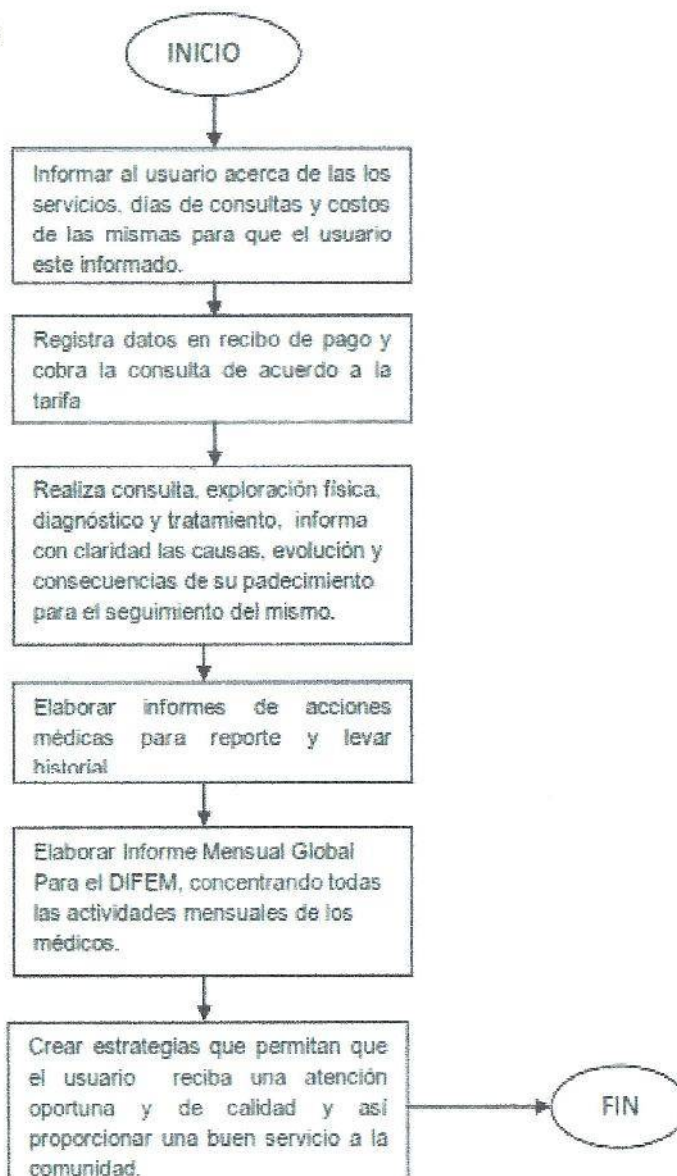 INICIO
Informar al usuario acerca de las los
servicios, días de consultas y costos
de las mismas para que el usuario
este informado.
Registra datos en recibo de pago y
cobra la consulta de acuerdo a la
tarifa
Realiza consulta, exploración física,
diagnóstico y tratamiento, informa
con claridad las causas, evolución y
consecuencias de su padecimiento
para el seguimiento del mismo.
Elaborar informes de acciones
médicas para reporte y levar
historial
Elaborar Informe Mensual Global
Para el DIFEM, concentrando todas
las actividades mensuales de los
médicos.
Crear estrategias que permitan que
el usuario reciba una atención
oportuna y de calidad y así
proporcionar una buen servicio a la
comunidad.
FIN